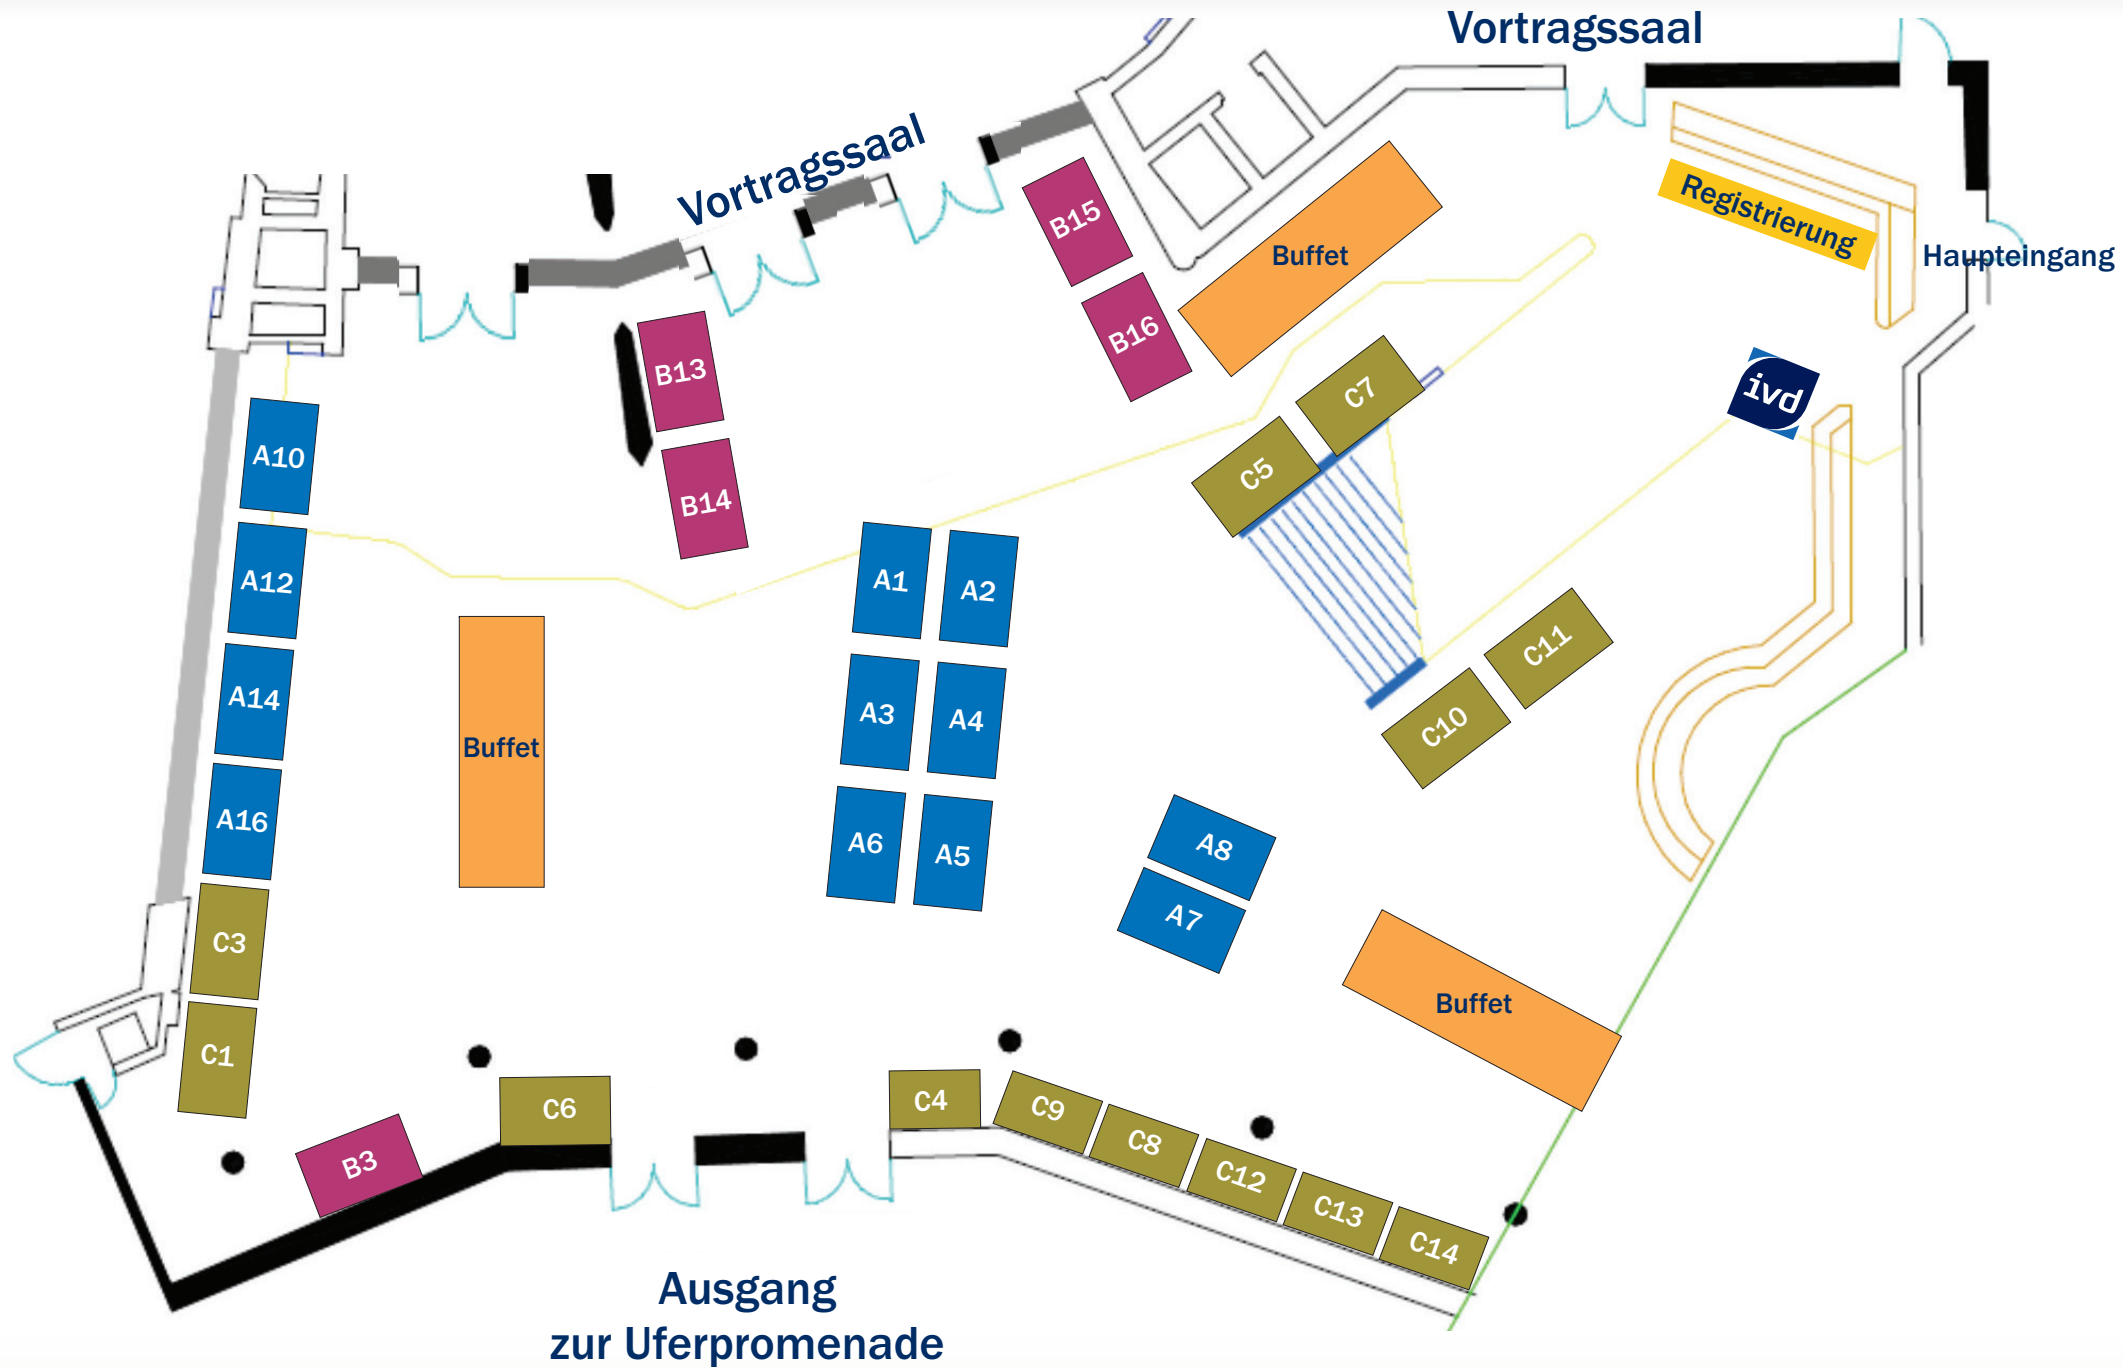 Vortragssaal
Vortragssaal
Registrierung
Haupteingang
B15
B16
Buffet
ivd
B13
B14
C7
C5
A10
A12
A14
A16
C3
C1
Buffet
A1
A2
A3
A4
A6
A5
C11
C10
A8
A7
Buffet
B3
C6
C4
C9
C8
C12
C13
C14
Ausgang
zur Uferpromenade